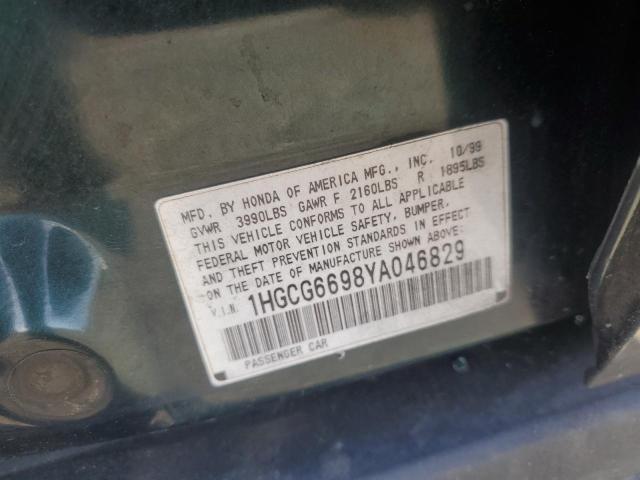 MFD. BY HONDA OF AMERICA MFG., INC. 10/99
GVWR 3990LBS GAWR F 2160LBS R 1895LBS
THIS VEHICLE CONFORMS TO ALL APPLICABLE
FEDERAL MOTOR VEHICLE SAFETY, BUMPER,
AND THEFT PREVENTION STANDARDS IN EFFECT
ON THE DATE OF MANUFACTURE SHOWN ABOVE.
V.I.N. 1HGCG6698YA046829
PASSENGER CAR